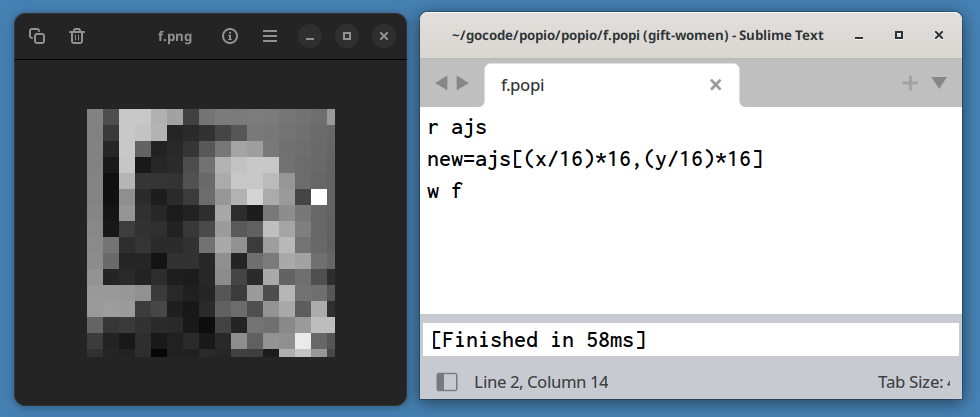 f.png
~/gocode/popio/popio/f.popi (gift-women) - Sublime Text
f.popi
r ajs
new=ajs[(x/16)*16,(y/16)*16]
w f
[Finished in 58ms]
Line 2, Column 14
Tab Size: